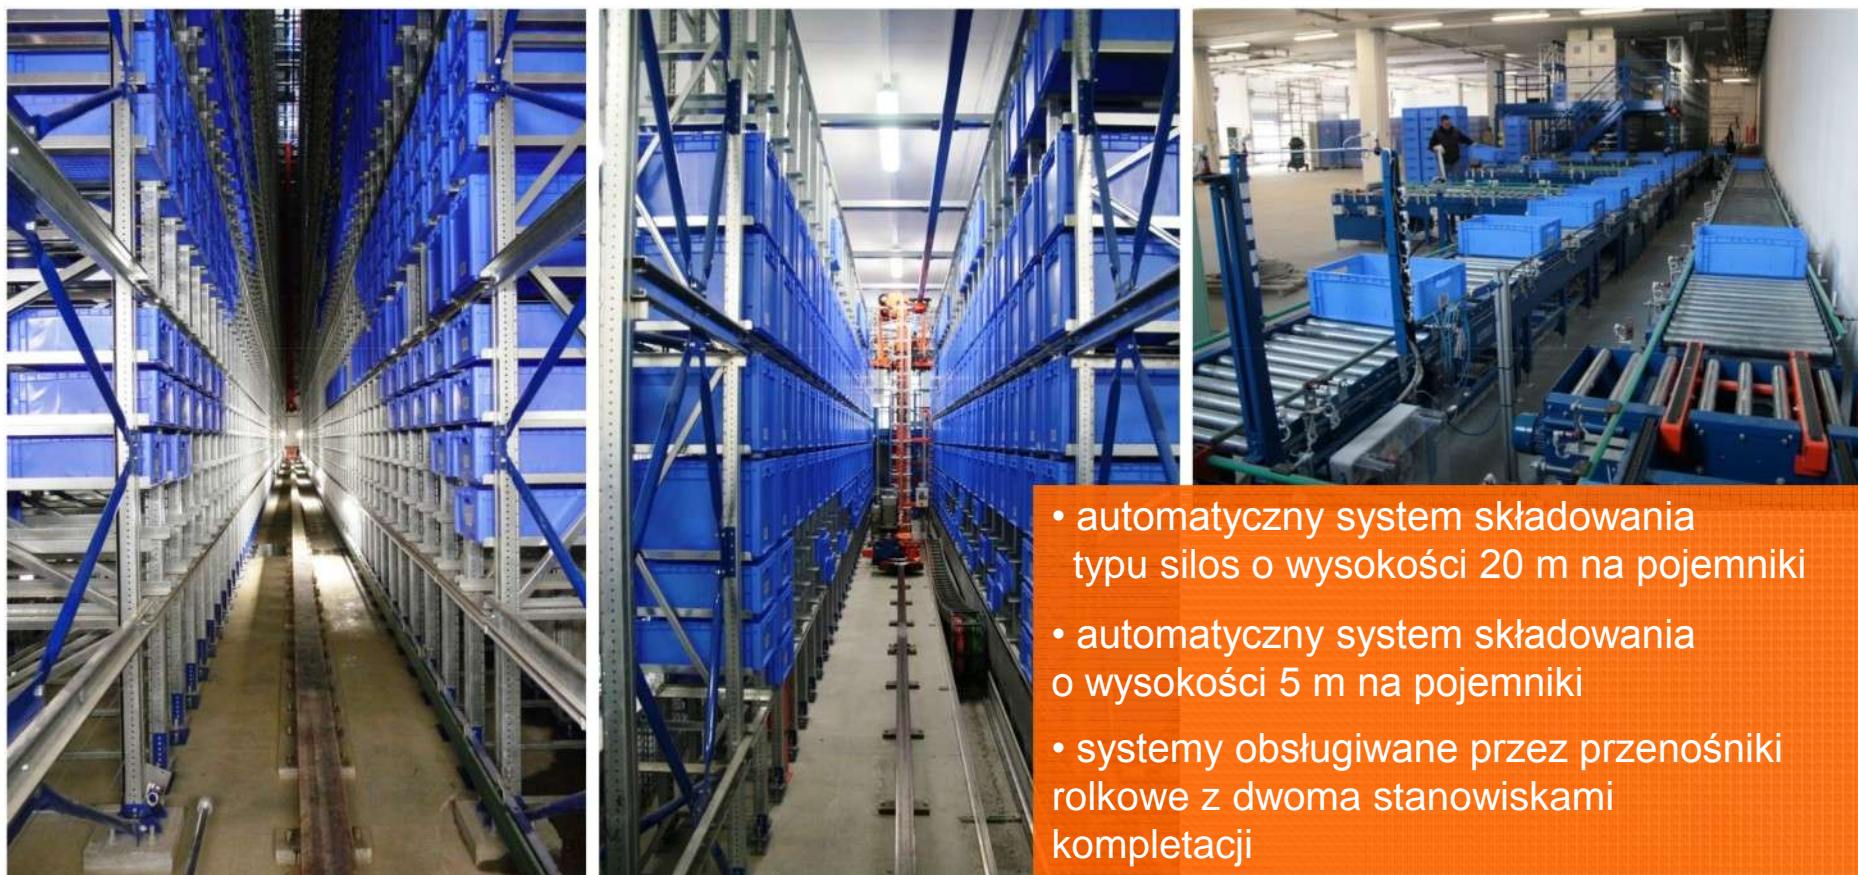 • automatyczny system składowania
typu silos o wysokości 20 m na pojemniki
• automatyczny system składowania
o wysokości 5 m na pojemniki
• systemy obsługiwane przez przenośniki
rolkowe z dwoma stanowiskami
kompletacji